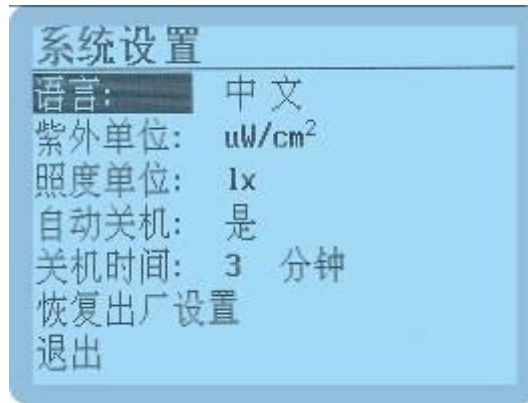 系统设置
语言: 中文
紫外单位: uW/cm²
照度单位: lx
自动关机: 是
关机时间: 3 分钟
恢复出厂设置
退出